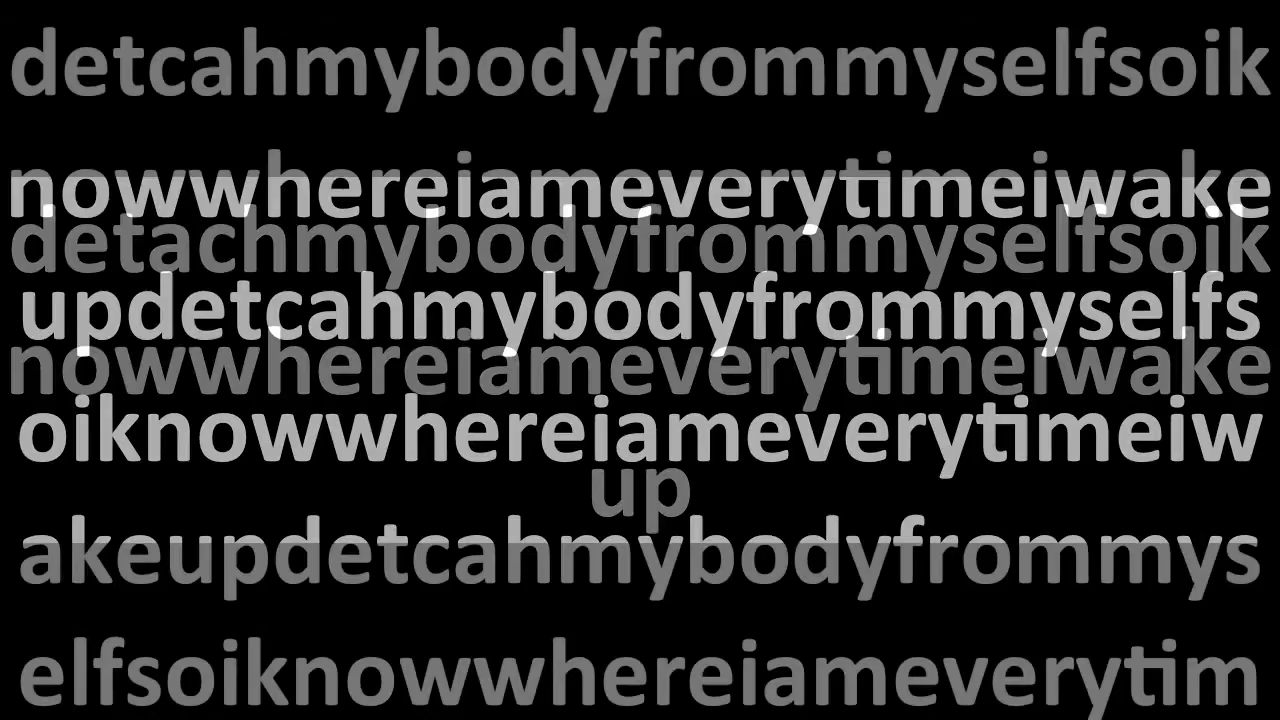 detcahmybodyfrommyselfsoik
nowwhereiameverytimeiwake
detachmybodyfrommyselfsoik
updetcahmybodyfrommyselfs
nowwhereiameverytimeiwake
oiknowwhereiameverytimeiw
up
akeupdetcahmybodyfrommys
elfsoiknowwhereiameverytim